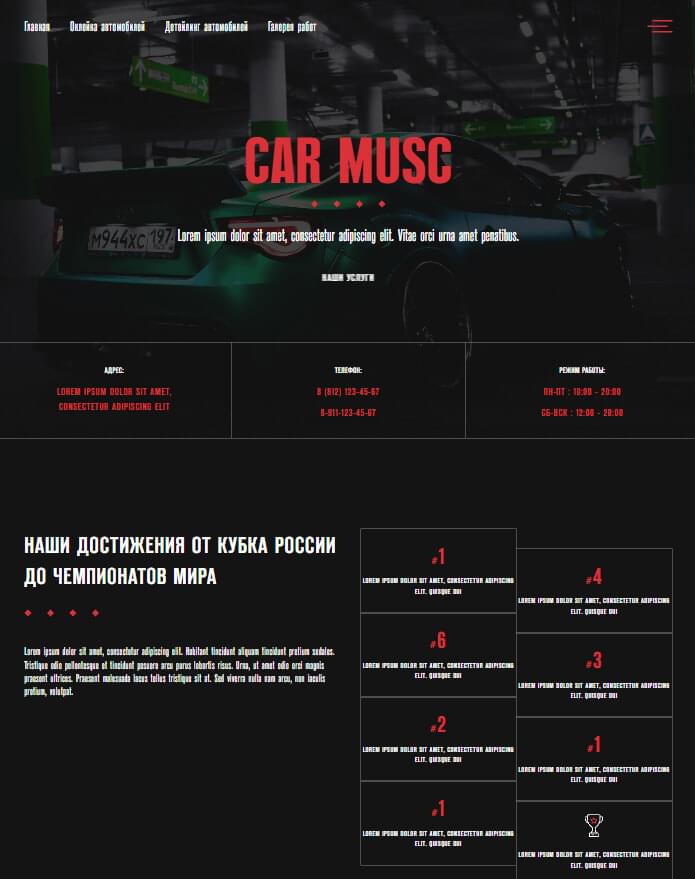 Главная Оклейка автомобилей Детейлинг автомобилей Галерея работ
CAR MUSC
М944ХС 197
Lorem ipsum dolor sit amet, consectetur adipiscing elit. Vitae orci urna amet penatibus.
НАШИ УСЛУГИ
АДРЕС:
LOREM IPSUM DOLOR SIT AMET,
CONSECTETUR ADIPISCING ELIT
ТЕЛЕФОН:
8 (812) 123-45-67
8-911-123-45-67
РЕЖИМ РАБОТЫ:
ПН-ПТ : 10:00 - 20:00
СБ-ВСК : 12:00 - 20:00
НАШИ ДОСТИЖЕНИЯ ОТ КУБКА РОССИИ
ДО ЧЕМПИОНАТОВ МИРА
Lorem ipsum dolor sit amet, consectetur adipiscing elit. Habitant tincidunt aliquam tincidunt pretium sodales.
Tristique odio pellentesque at tincidunt posuere arcu purus lobortis risus. Urna, ut amet odio orci magnis
praesent ultrices. Praesent malesuada lacus tellus tristique sit at. Sed viverra nulla nam arcu, non iaculis
pretium, volutpat.
#1
LOREM IPSUM DOLOR SIT AMET, CONSECTETUR ADIPISCING
ELIT. QUISQUE DUI
#6
LOREM IPSUM DOLOR SIT AMET, CONSECTETUR ADIPISCING
ELIT. QUISQUE DUI
#2
LOREM IPSUM DOLOR SIT AMET, CONSECTETUR ADIPISCING
ELIT. QUISQUE DUI
#1
LOREM IPSUM DOLOR SIT AMET, CONSECTETUR ADIPISCING
ELIT. QUISQUE DUI
#4
LOREM IPSUM DOLOR SIT AMET, CONSECTETUR ADIPISCING
ELIT. QUISQUE DUI
#3
LOREM IPSUM DOLOR SIT AMET, CONSECTETUR ADIPISCING
ELIT. QUISQUE DUI
#1
LOREM IPSUM DOLOR SIT AMET, CONSECTETUR ADIPISCING
ELIT. QUISQUE DUI
LOREM IPSUM DOLOR SIT AMET, CONSECTETUR ADIPISCING
ELIT. QUISQUE DUI